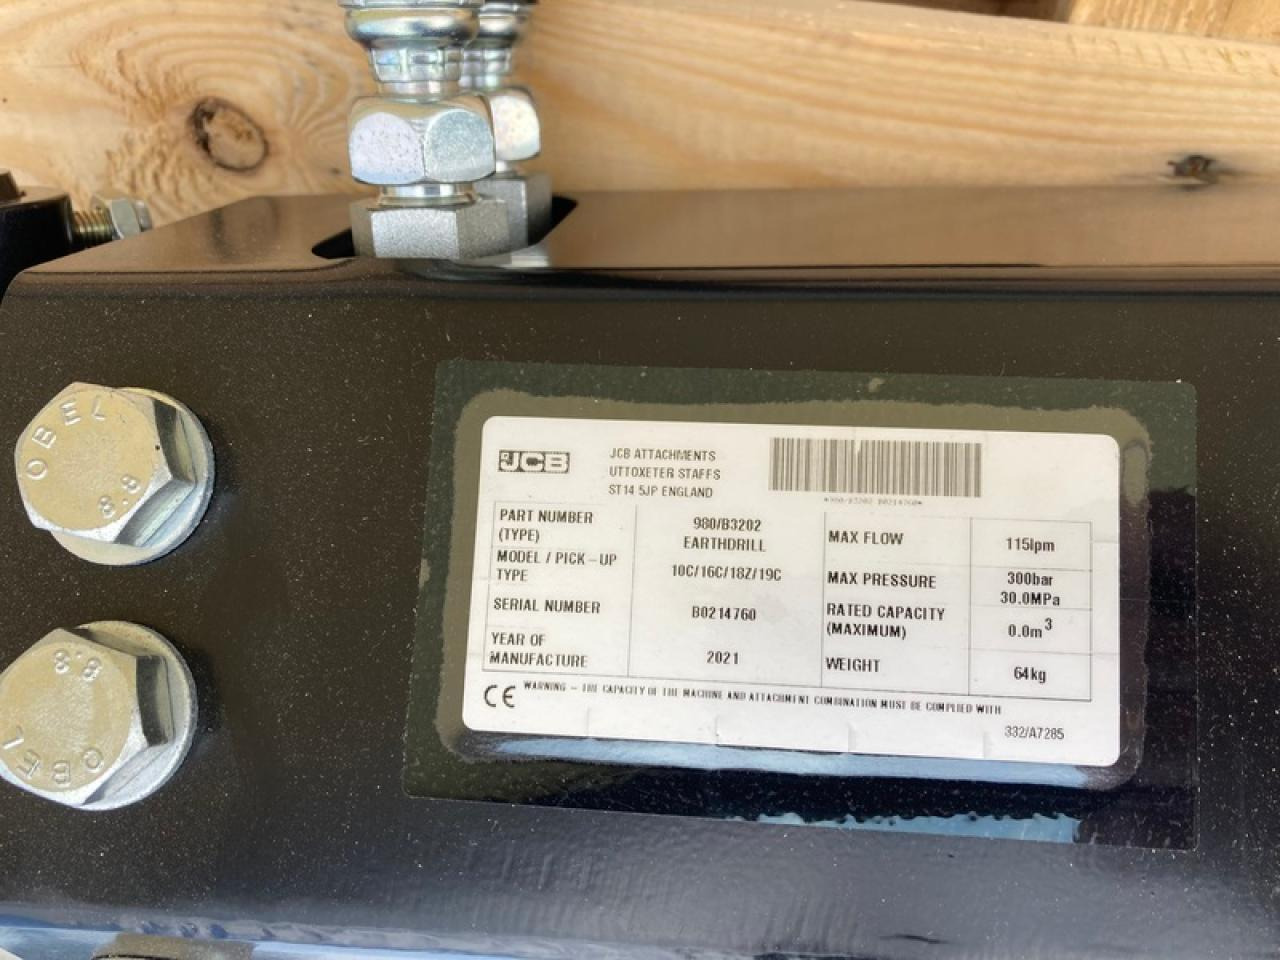 OBEL
8.8
8.8
OBEL
JCB
JCB ATTACHMENTS
UTTOXETER STAFFS
ST14 5JP ENGLAND
*980/B3202 B0214760*
PART NUMBER
(TYPE)
980/B3202
EARTHDRILL
MODEL / PICK-UP
TYPE
10C/16C/18Z/19C
SERIAL NUMBER
B0214760
YEAR OF
MANUFACTURE
2021
MAX FLOW
115lpm
MAX PRESSURE
300bar
30.0MPa
RATED CAPACITY
(MAXIMUM)
0.0m³
WEIGHT
64kg
CE WARNING – THE CAPACITY OF THE MACHINE AND ATTACHMENT COMBINATION MUST BE COMPLIED WITH
332/A7285